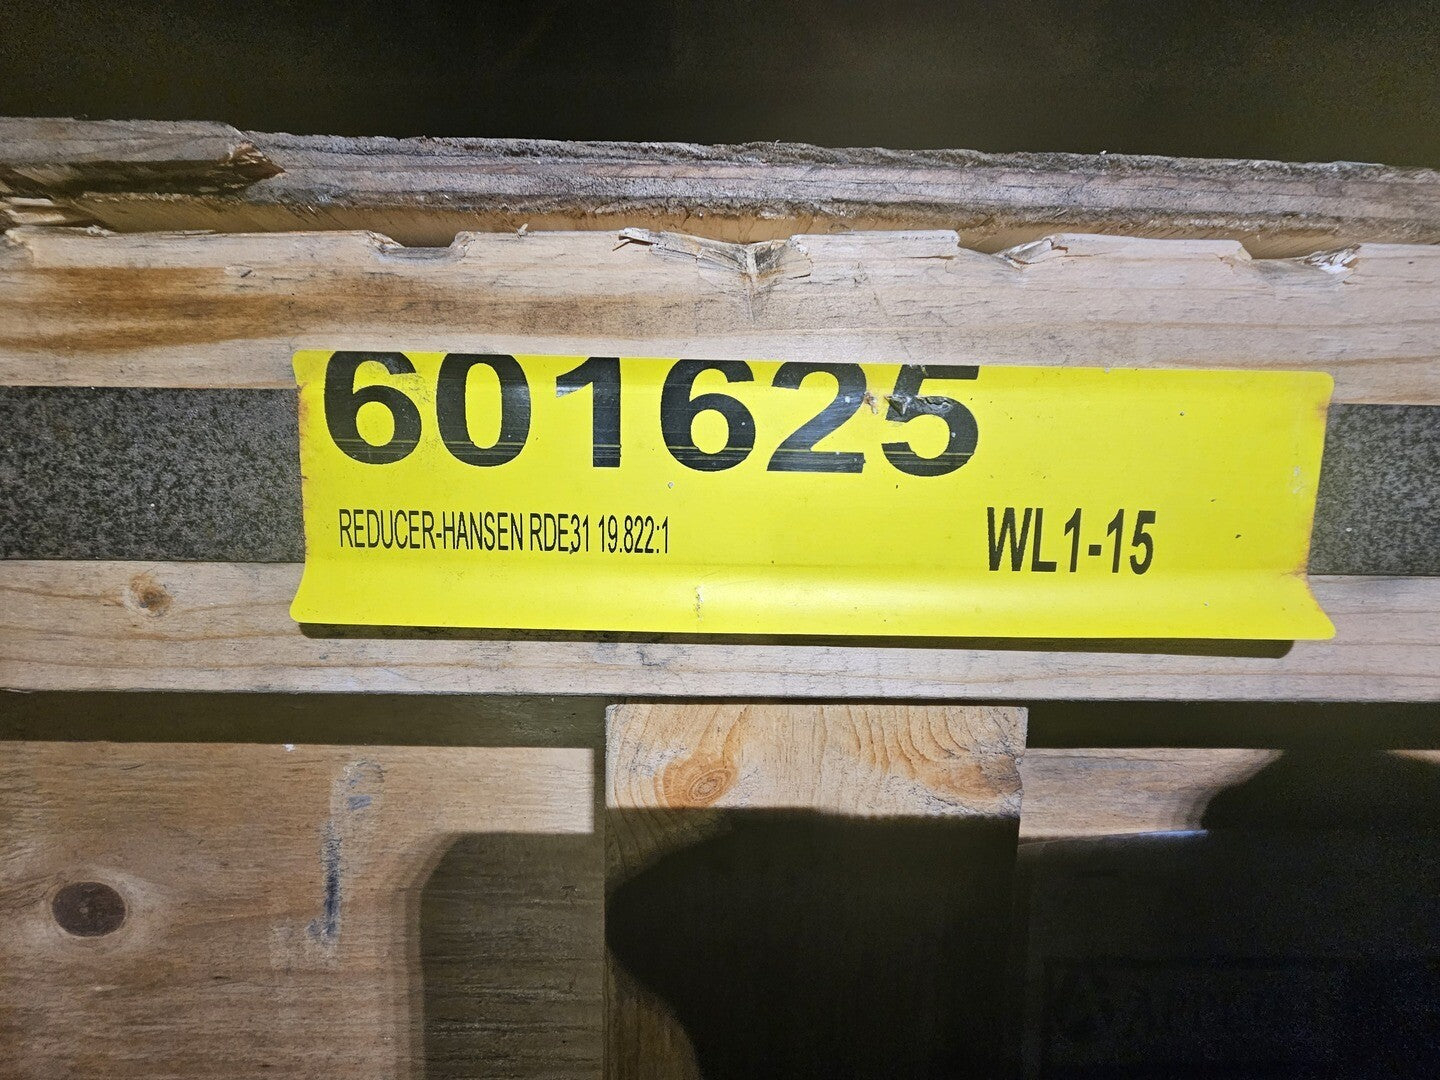 601625
REDUCER-HANSEN RDE31 19.822:1
WL1-15